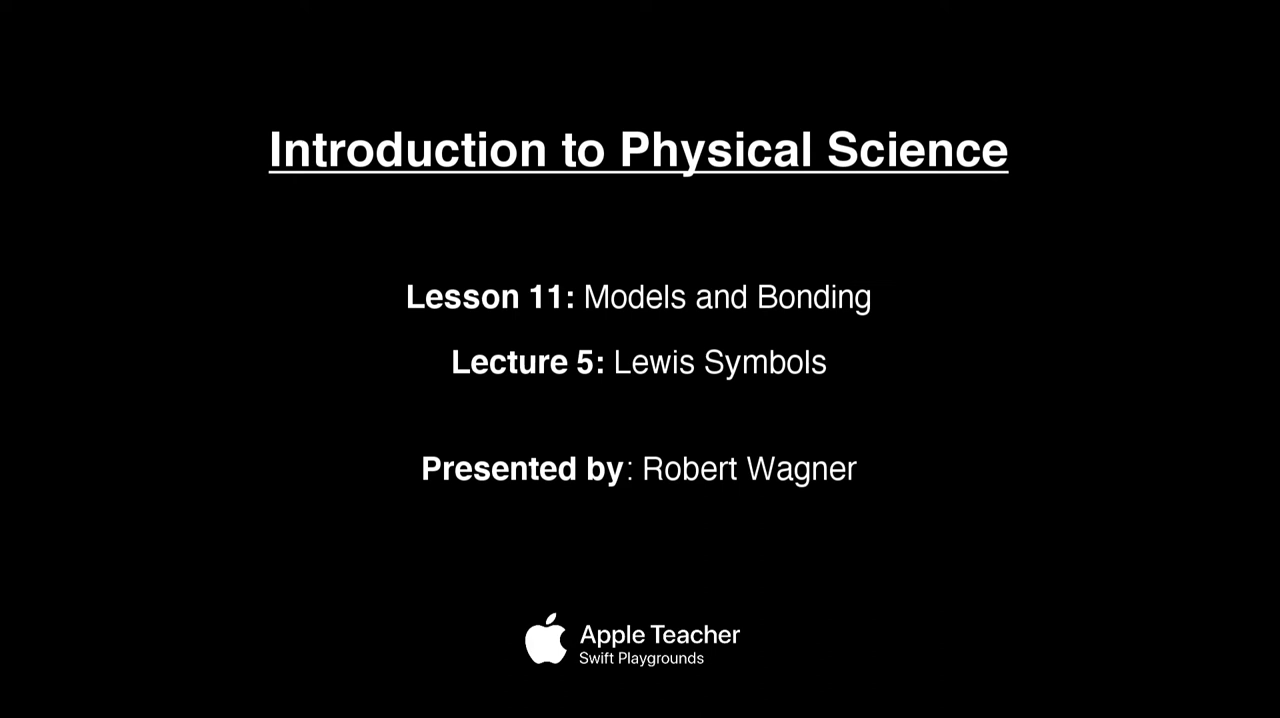 Introduction to Physical Science
Lesson 11: Models and Bonding
Lecture 5: Lewis Symbols
Presented by: Robert Wagner
Apple Teacher
Swift Playgrounds